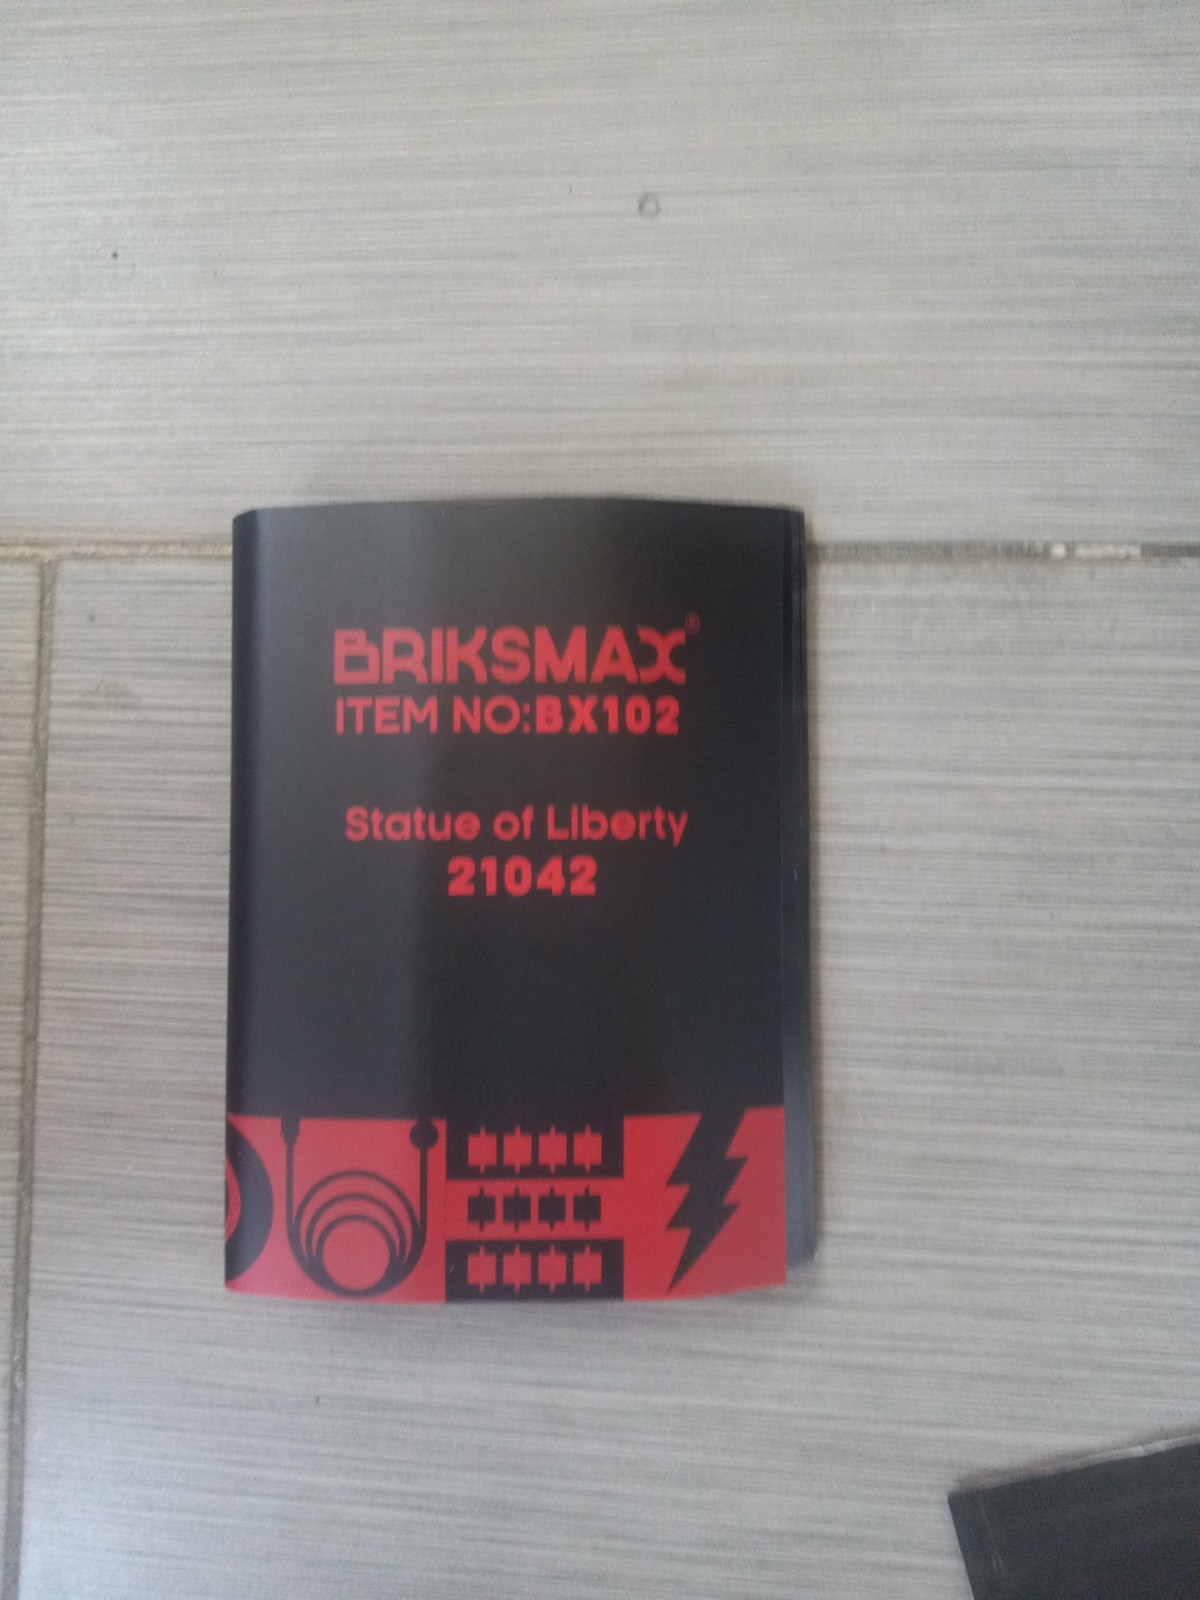 BRIKSMAX®
ITEM NO:BX102
Statue of Liberty
21042